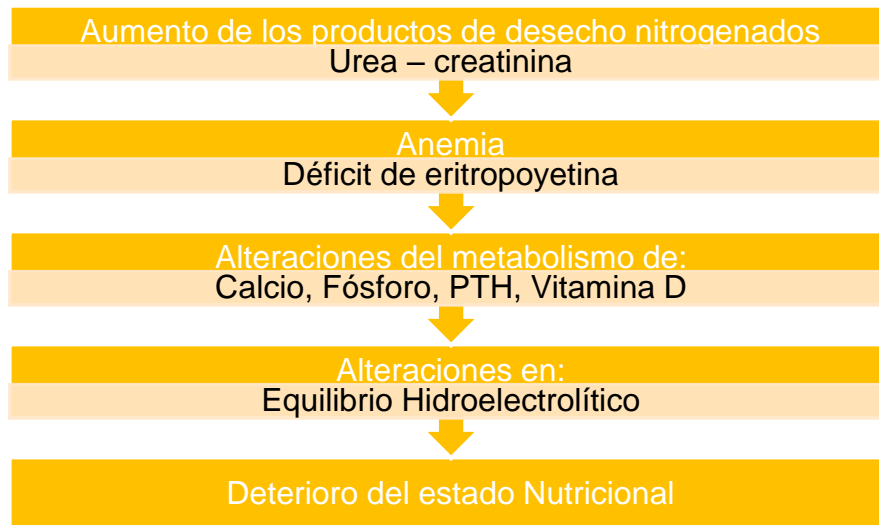 Aumento de los productos de desecho nitrogenados
Urea – creatinina
Anemia
Déficit de eritropoyetina
Alteraciones del metabolismo de:
Calcio, Fósforo, PTH, Vitamina D
Alteraciones en:
Equilibrio Hidroelectrolítico
Deterioro del estado Nutricional